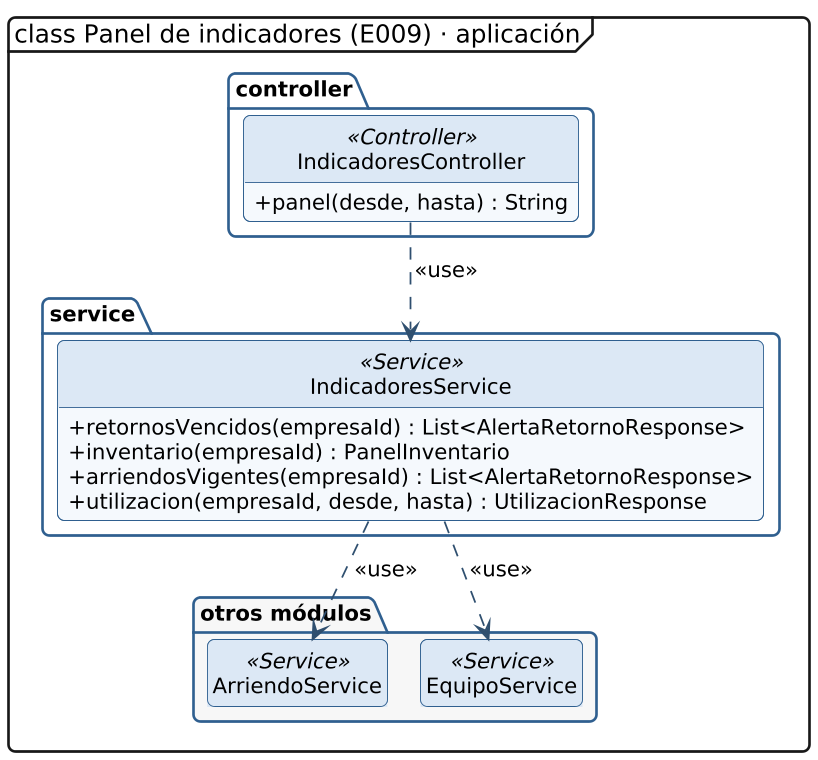 class Panel de indicadores (E009) · aplicación
controller
«Controller»
IndicadoresController
+panel(desde, hasta) : String
«use»
service
«Service»
IndicadoresService
+retornosVencidos(empresaId) : List<AlertaRetornoResponse>
+inventario(empresaId) : PanelInventario
+arriendosVigentes(empresaId) : List<AlertaRetornoResponse>
+utilizacion(empresaId, desde, hasta) : UtilizacionResponse
«use»
«use»
otros módulos
«Service»
ArriendoService
«Service»
EquipoService